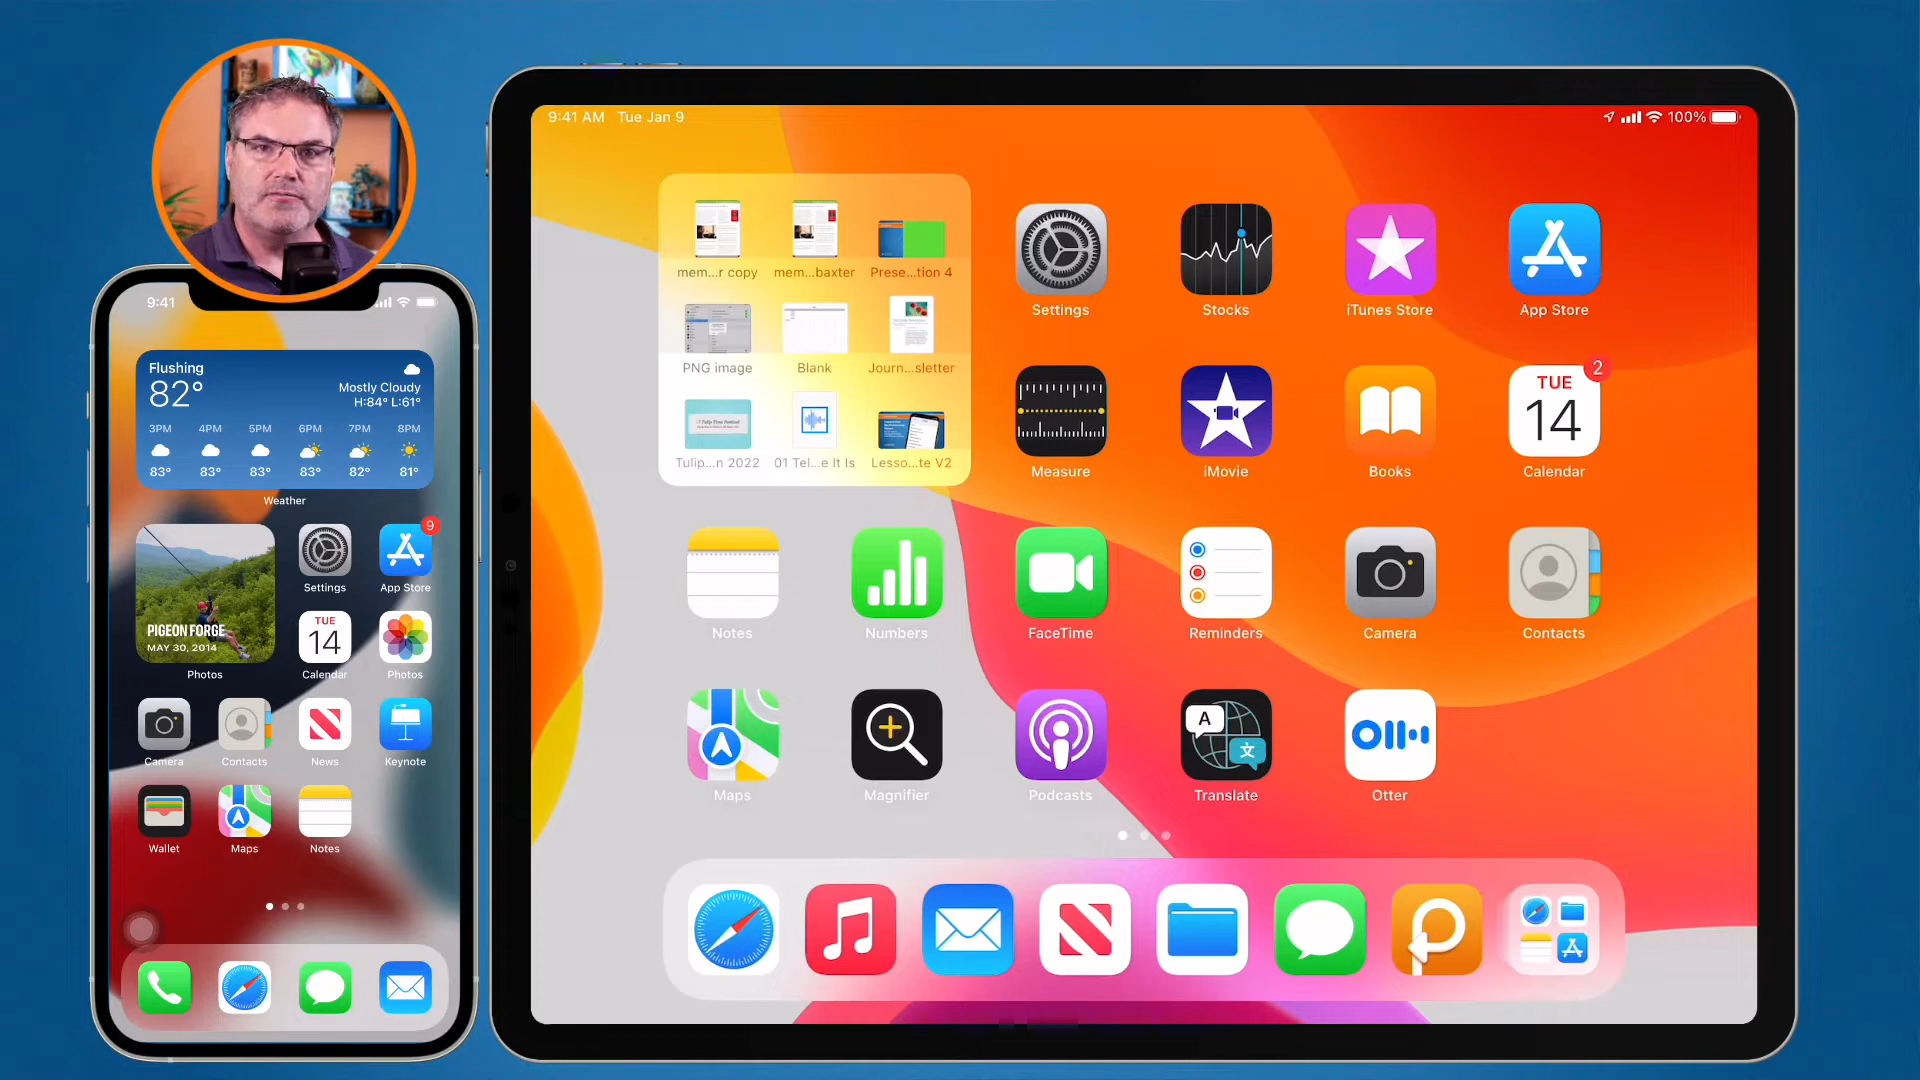 9:41
Flushing
82°
Mostly Cloudy
H:84° L:61°
3PM 4PM 5PM 6PM 7PM 8PM
83° 83° 83° 83° 82° 81°
Weather
PIGEON FORGE
MAY 30, 2014
Photos
9
Settings
App Store
TUE
14
Calendar
Photos
Camera
Contacts
News
Keynote
Wallet
Maps
Notes
9:41 AM Tue Jan 9
100%
mem...r copy
mem...baxter
Prese...tion 4
PNG image
Blank
Journ...sletter
Tulip Time Festival
Tulip...n 2022
01 Tel...e It Is
Lesso...te V2
Settings
Stocks
iTunes Store
App Store
Measure
iMovie
Books
2
TUE
14
Calendar
Notes
Numbers
FaceTime
Reminders
Camera
Contacts
Maps
Magnifier
Podcasts
A
文
Translate
Otter